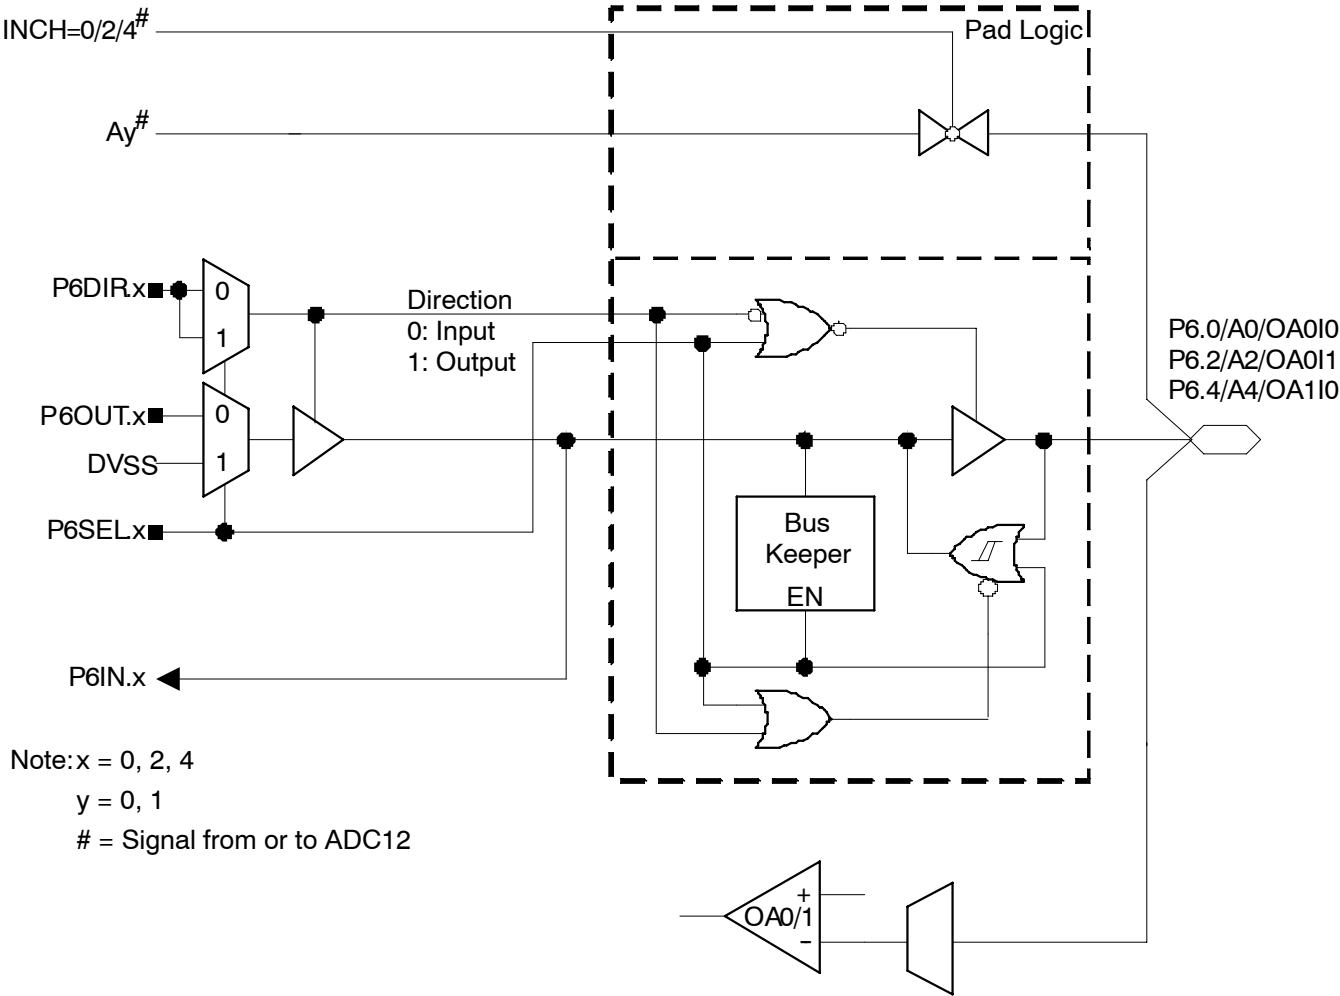 INCH=0/2/4#
Pad Logic
Ay#
P6DIR.x
0
1
Direction
0: Input
1: Output
P6.0/A0/OA0I0
P6.2/A2/OA0I1
P6.4/A4/OA1I0
P6OUT.x
0
DVSS
1
P6SEL.x
Bus
Keeper
EN
P6IN.x
Note: x = 0, 2, 4
y = 0, 1
# = Signal from or to ADC12
+
OA0/1
−